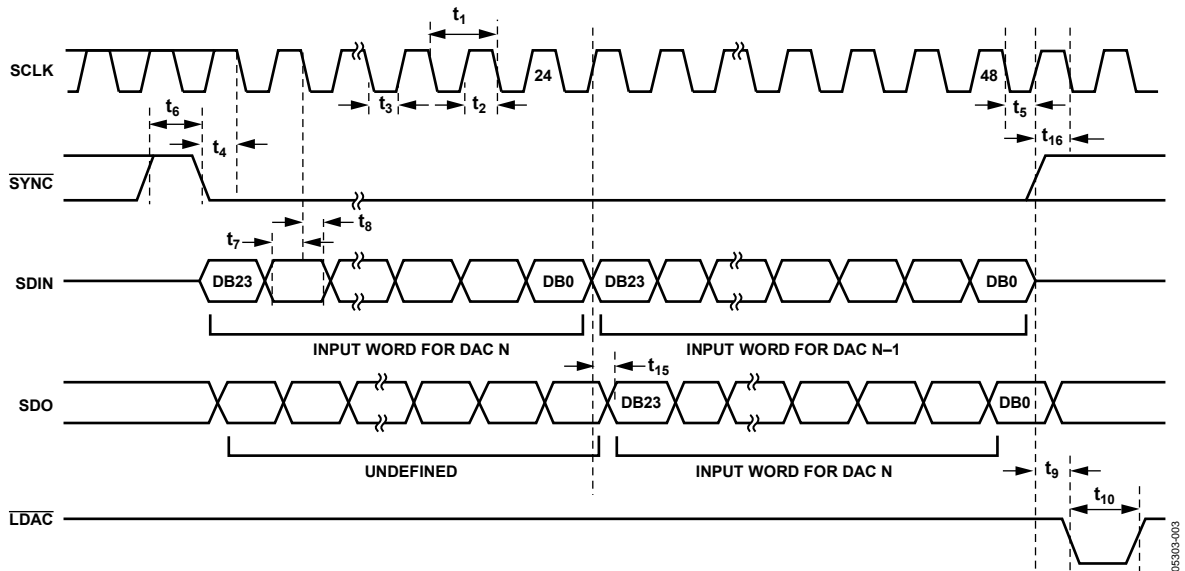 t1
SCLK
24
48
t3
t2
t5
t6
t4
t16
SYNC
t8
t7
SDIN
DB23
DB0
DB23
DB0
INPUT WORD FOR DAC N
INPUT WORD FOR DAC N–1
t15
SDO
DB23
DB0
UNDEFINED
INPUT WORD FOR DAC N
t9
t10
LDAC
05303-003